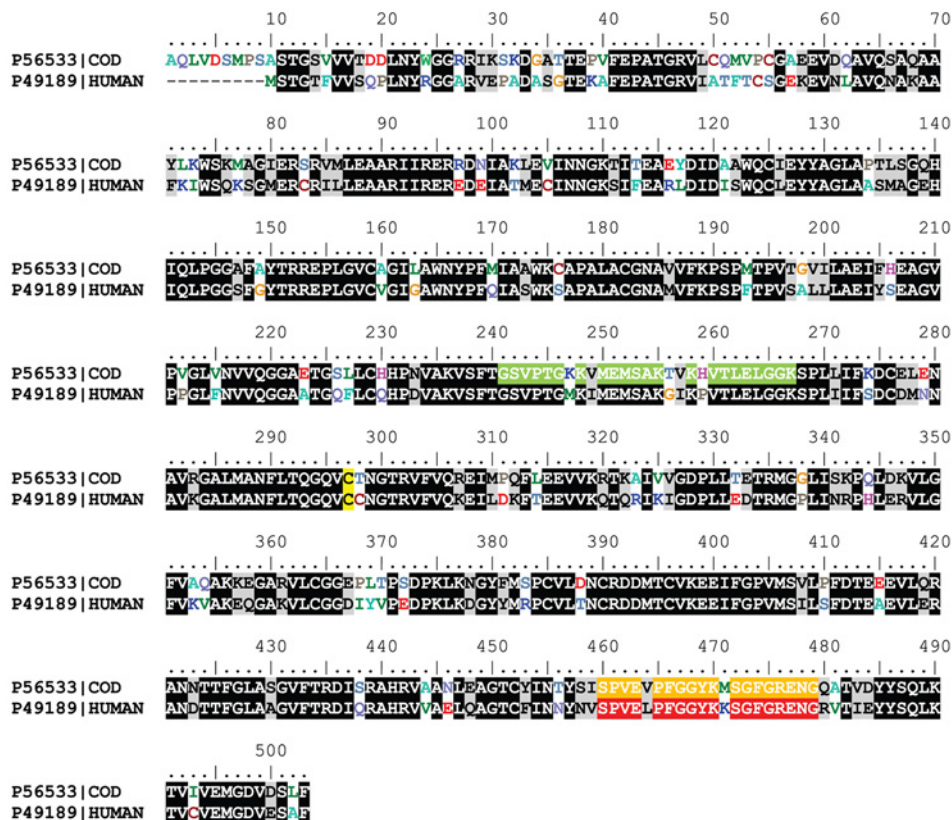 10 20 30 40 50 60 70
P56533|COD AQLVDSMPSASTGSVVVTDDLNYWGGRRIKSKDGATTEPVFEPATGRVLCQMVPCGAEEVDQAVQSAQAA
P49189|HUMAN ----------MSTGTFVVSQPLNYRGGARVEPADASGTEKAFEPATGRVIATFTCSGEKEVNLAVQNAKAA
80 90 100 110 120 130 140
P56533|COD YLKWSKMAGIERSRVMLEAARIIRERRDNIAKLEVINNGKTITEAEYDIDAAWQCIEYYAGLAPTLSGQH
P49189|HUMAN FKIWSQKSGMERCRILLEAARIIREREDEIATMECINNGKSIFEARLDIDISWQCLEYYAGLAASMAGEH
150 160 170 180 190 200 210
P56533|COD IQLPGGAFAYTRREPLGVCAGILAWNYPFMIAAWKCAPALACGNAVVFKPSPMTPVTGVILAEIFHEAGV
P49189|HUMAN IQLPGGSFGYTRREPLGVCVGIGAWNYPFQIASWKSAPALACGNAMVFKPSPFTPVSALLLAEIYSEAGV
220 230 240 250 260 270 280
P56533|COD PVGLVNVVQGGAETGSLLCHHPNVAKVSFTGSVPTGKKVMEMSAKTVKHVTLELGGKSPLLIFKDCELEN
P49189|HUMAN PPGLFNVVQGGAATGQFLCQHPDVAKVSFTGSVPTGMKIMEMSAKGIKPVTLELGGKSPLIIFSDCDMNN
290 300 310 320 330 340 350
P56533|COD AVRGALMANFLTQGQVCTNGTRVFVQREIMPQFLEEVVKRTKAIVVGDPLLTETRMGGLISKPQLDKVLG
P49189|HUMAN AVKGALMANFLTQGQVCCNGTRVFVQKEILDKFTEEVVKQTQRIKIGDPLLEDTRMGPLINRPHLERVLG
360 370 380 390 400 410 420
P56533|COD FVAQAKKEGARVLCGGEPLTPSDPKLKNGYFMSPCVLDNCRDDMTCVKEEIFGPVMSVLPFDTEEEVLQR
P49189|HUMAN FVKVAKEQGAKVLCGGDIYVPEDPKLKDGYYMRPCVLTNCRDDMTCVKEEIFGPVMSILSFDTEAEVLER
430 440 450 460 470 480 490
P56533|COD ANNTTFGLASGVFTRDISRAHRVAANLEAGTCYINTYSISPVEVPFGGYKMSGFGRENGQATVDYYSQLK
P49189|HUMAN ANDTTFGLAAGVFTRDIQRAHRVAAELQAGTCFINNYNVSPVELPFGGYKKSGFGRENGRVTIEYYSQLK
500
P56533|COD TVIVEMGDVDSLF
P49189|HUMAN TVCVEMGDVESAF